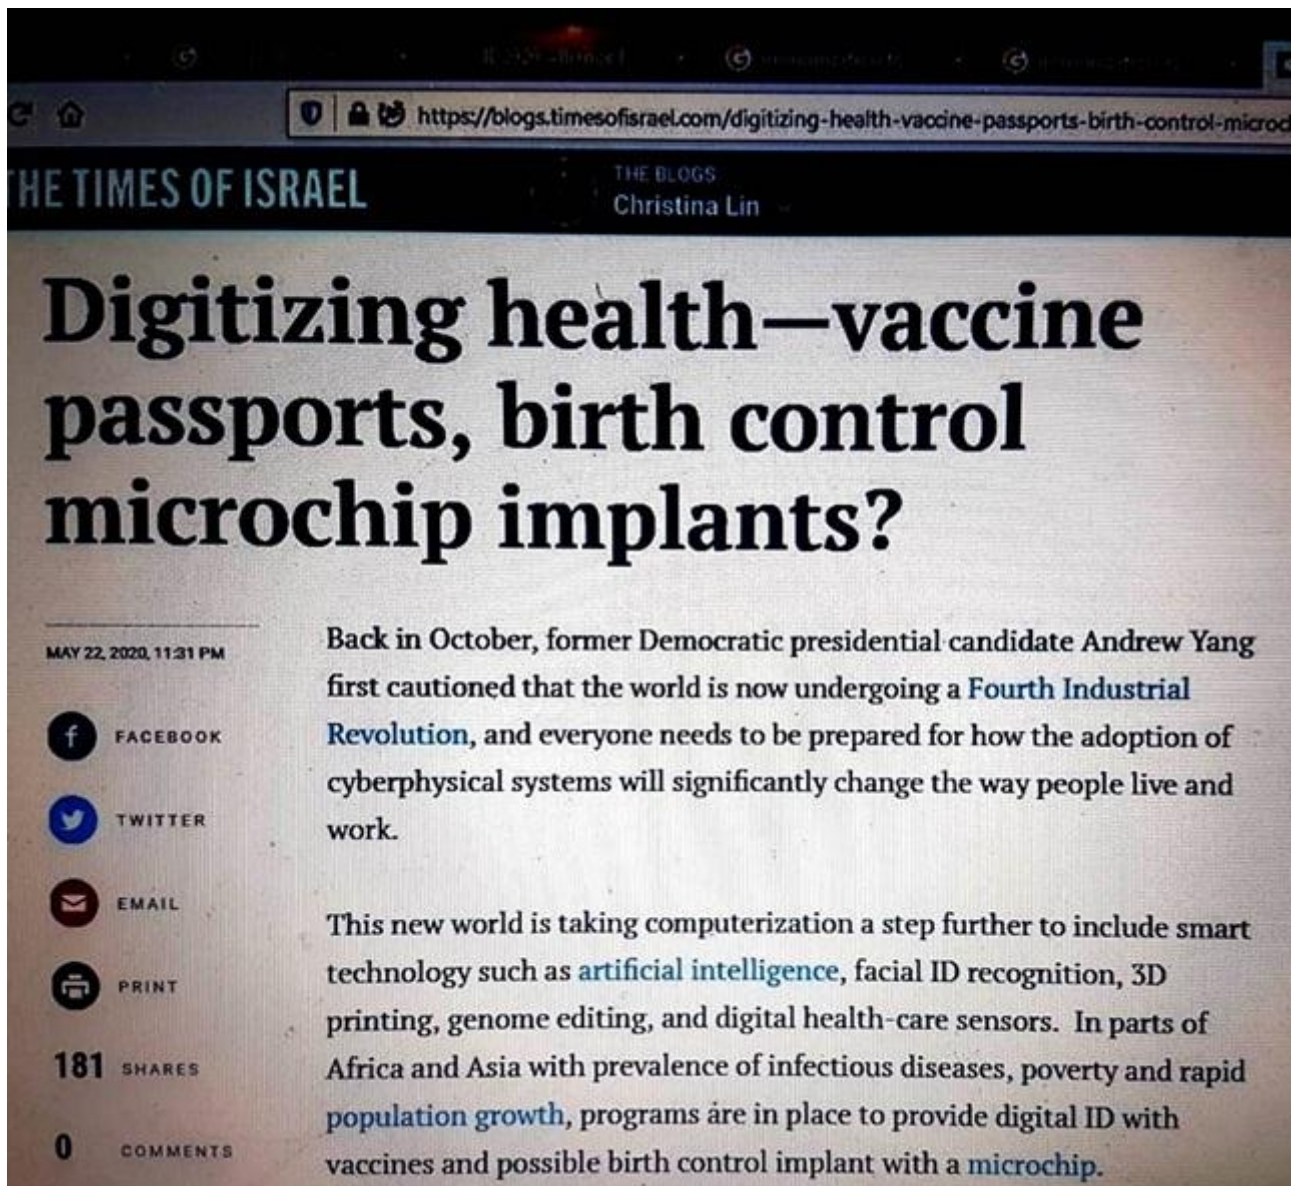 https://blogs.timesofisrael.com/digitizing-health-vaccine-passports-birth-control-microc
THE TIMES OF ISRAEL
THE BLOGS
Christina Lin
Digitizing health—vaccine
passports, birth control
microchip implants?
MAY 22, 2020, 11:31 PM
FACEBOOK
TWITTER
EMAIL
PRINT
181 SHARES
0 COMMENTS
Back in October, former Democratic presidential candidate Andrew Yang
first cautioned that the world is now undergoing a Fourth Industrial
Revolution, and everyone needs to be prepared for how the adoption of
cyberphysical systems will significantly change the way people live and
work.
This new world is taking computerization a step further to include smart
technology such as artificial intelligence, facial ID recognition, 3D
printing, genome editing, and digital health-care sensors. In parts of
Africa and Asia with prevalence of infectious diseases, poverty and rapid
population growth, programs are in place to provide digital ID with
vaccines and possible birth control implant with a microchip.